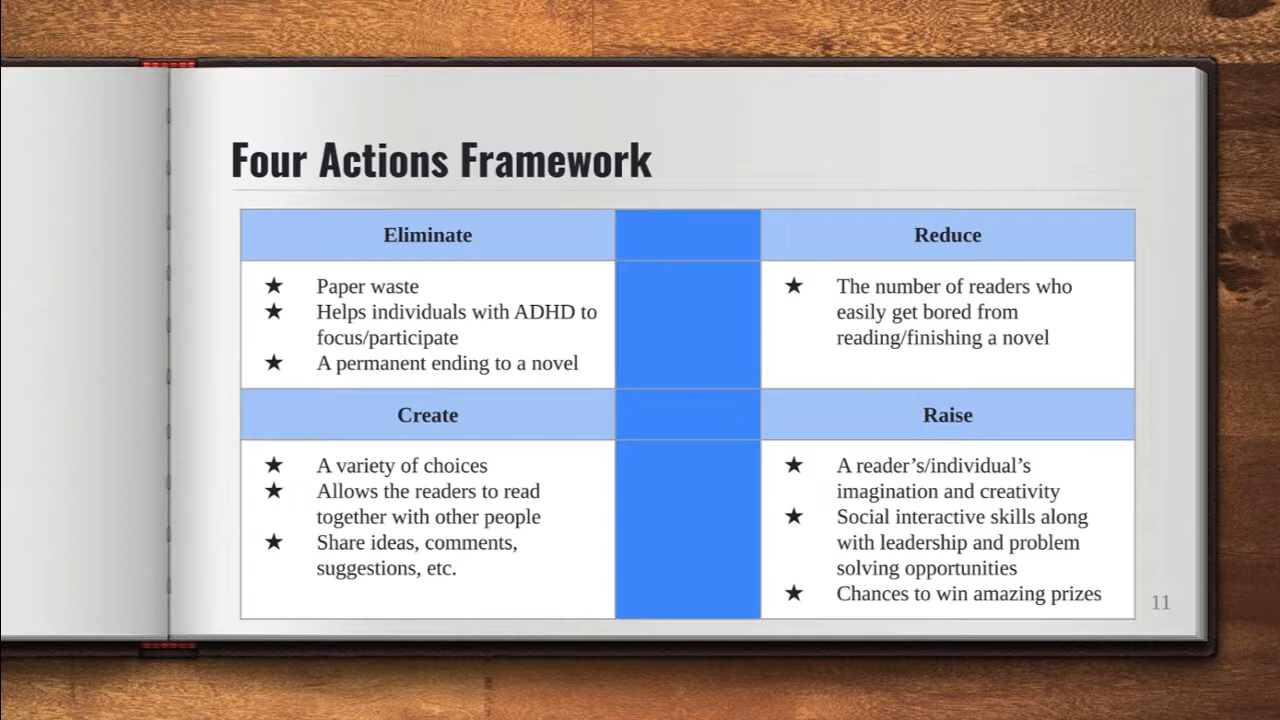 Four Actions Framework
Eliminate
★ Paper waste
★ Helps individuals with ADHD to
focus/participate
★ A permanent ending to a novel
Reduce
★ The number of readers who
easily get bored from
reading/finishing a novel
Create
★ A variety of choices
★ Allows the readers to read
together with other people
★ Share ideas, comments,
suggestions, etc.
Raise
★ A reader’s/individual’s
imagination and creativity
★ Social interactive skills along
with leadership and problem
solving opportunities
★ Chances to win amazing prizes
11